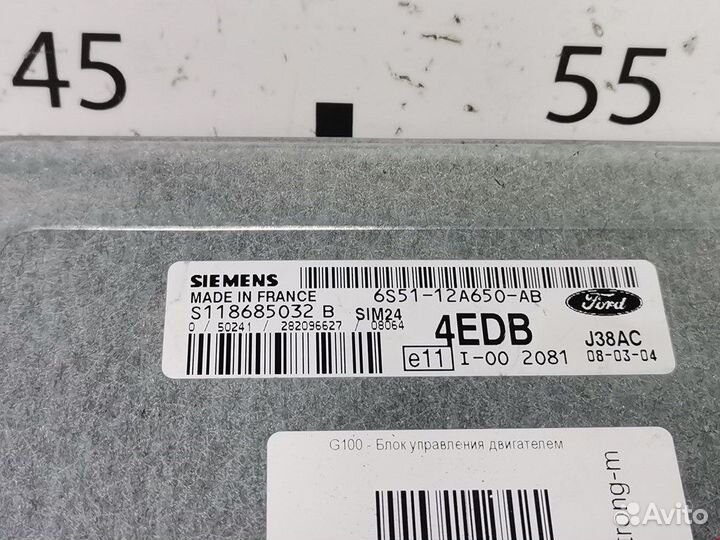 45
55
SIEMENS
MADE IN FRANCE
6S51-12A650-AB
Ford
S118685032 B
SIM24
4EDB
J38AC
0 / 50241 / 282096627 / 08064
e11
I-00 2081
08-03-04
G100 - Блок управления двигателем
trong-m
Avito